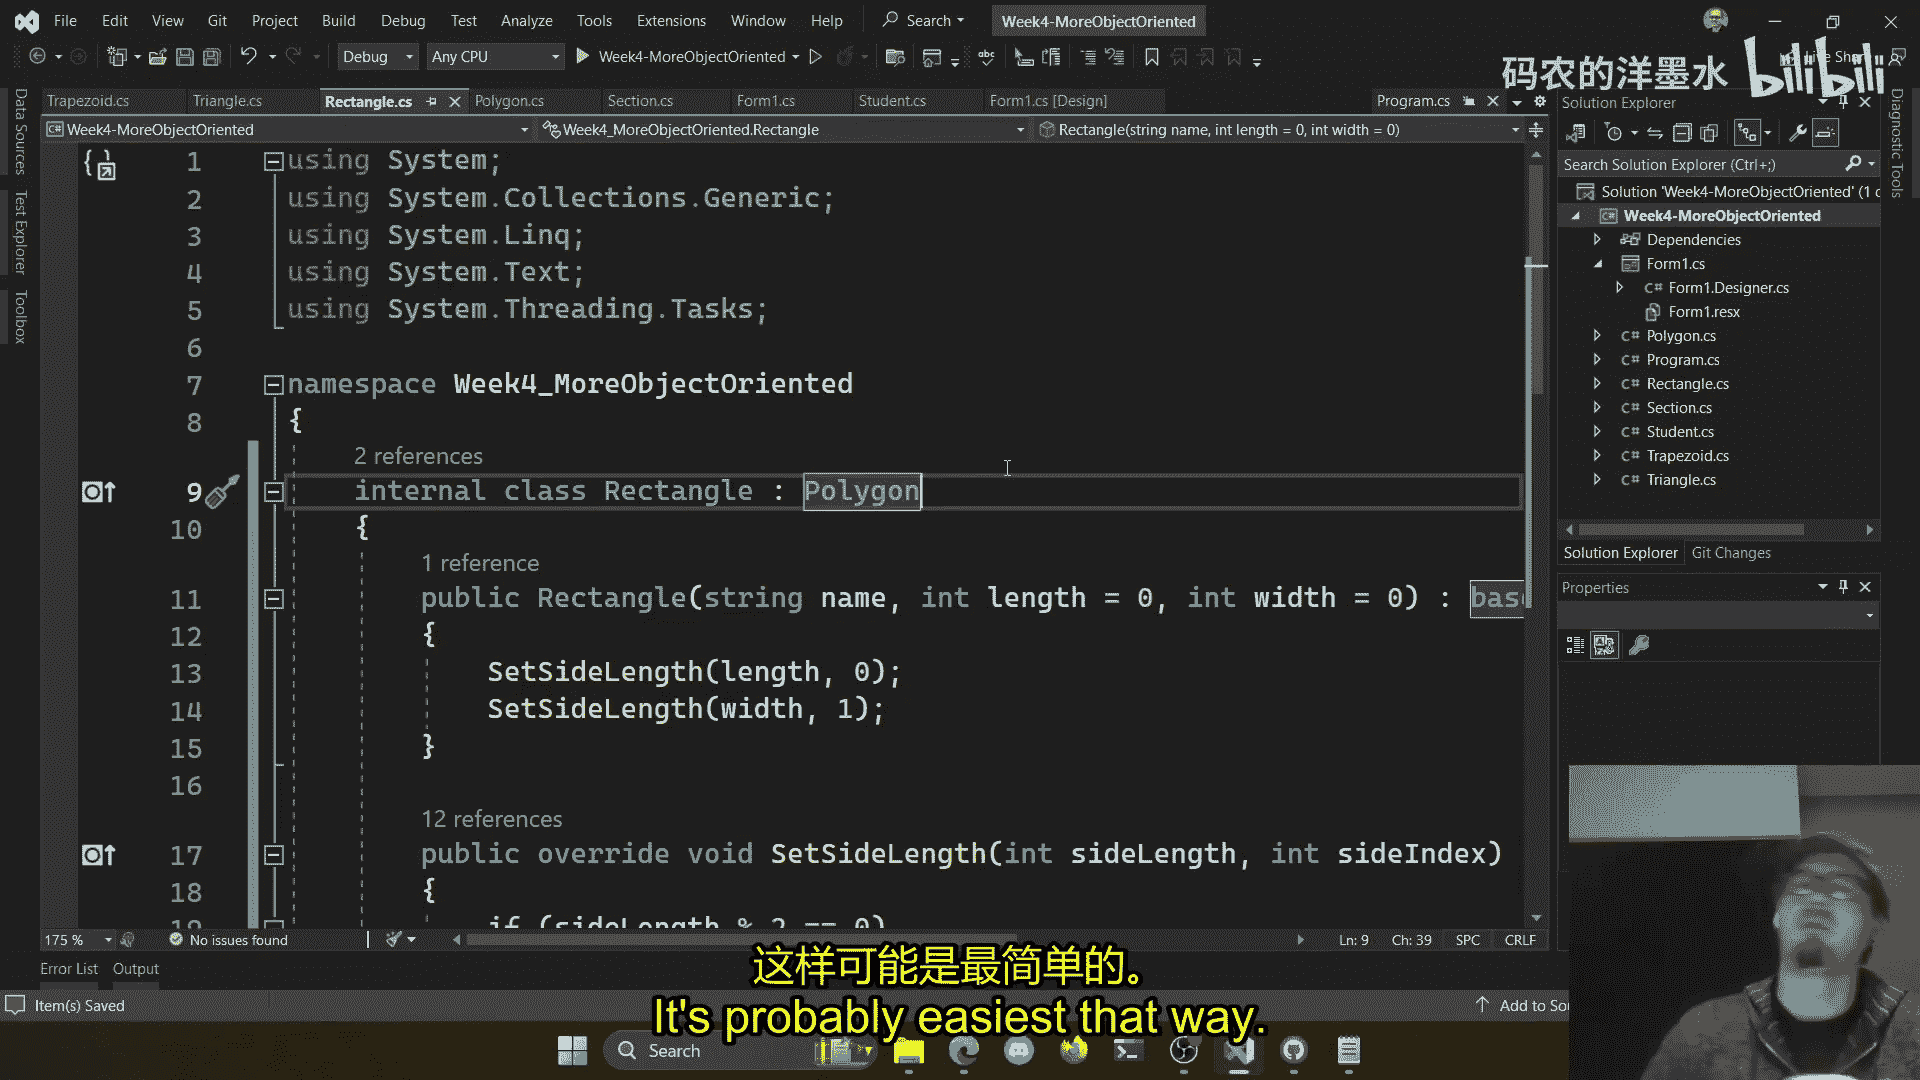 File Edit View Git Project Build Debug Test Analyze Tools Extensions Window Help Search Week4-MoreObjectOriented
Debug Any CPU Week4-MoreObjectOriented
码农的洋墨水 bilibili
Trapezoid.cs Triangle.cs Rectangle.cs Polygon.cs Section.cs Form1.cs Student.cs Form1.cs [Design] Program.cs
Week4-MoreObjectOriented Week4_MoreObjectOriented.Rectangle Rectangle(string name, int length = 0, int width = 0)
Data Sources
Test Explorer
Toolbox
1 using System;
2 using System.Collections.Generic;
3 using System.Linq;
4 using System.Text;
5 using System.Threading.Tasks;
6
7 namespace Week4_MoreObjectOriented
8 {
2 references
9 internal class Rectangle : Polygon
10 {
1 reference
11 public Rectangle(string name, int length = 0, int width = 0) : base
12 {
13 SetSideLength(length, 0);
14 SetSideLength(width, 1);
15 }
16
12 references
17 public override void SetSideLength(int sideLength, int sideIndex)
18 {
if (sideLength % 2 == 0)
175 % No issues found Ln: 9 Ch: 39 SPC CRLF
Error List Output
Item(s) Saved
Add to So
Solution Explorer
Search Solution Explorer (Ctrl+;)
Solution 'Week4-MoreObjectOriented' (1
Week4-MoreObjectOriented
Dependencies
Form1.cs
C# Form1.Designer.cs
Form1.resx
C# Polygon.cs
C# Program.cs
C# Rectangle.cs
C# Section.cs
C# Student.cs
C# Trapezoid.cs
C# Triangle.cs
Solution Explorer Git Changes
Properties
Diagnostic Tools
这样可能是最简单的。
It's probably easiest that way.
Search